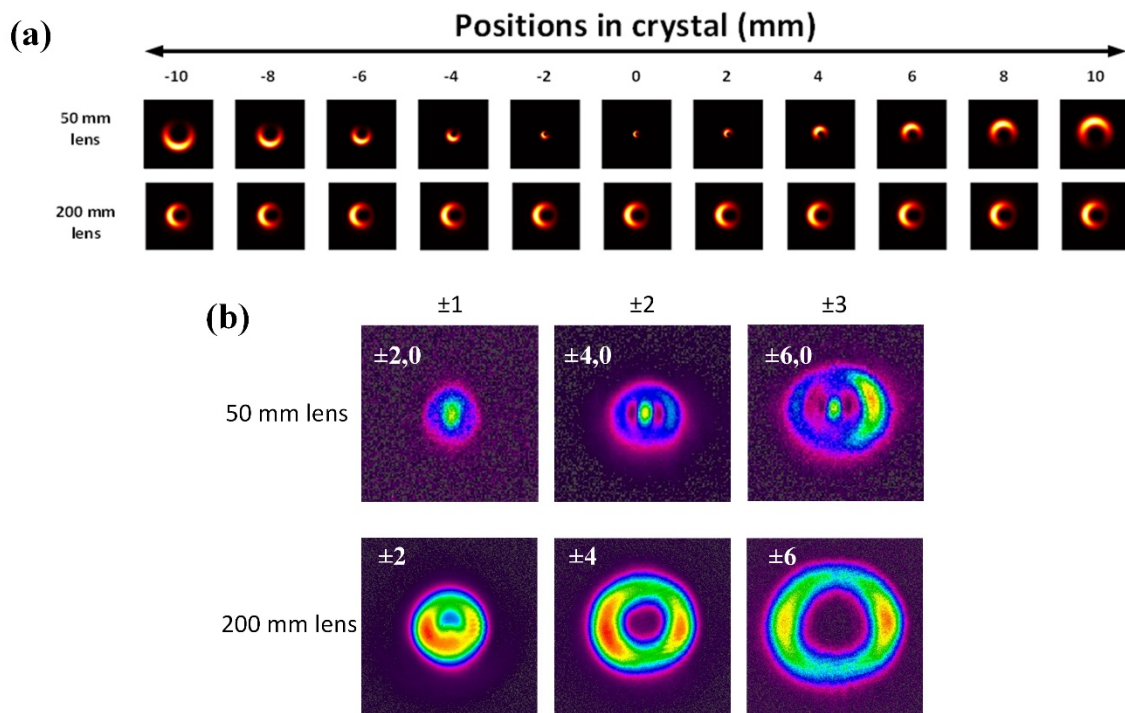 (a)
Positions in crystal (mm)
-10 -8 -6 -4 -2 0 2 4 6 8 10
50 mm
lens
200 mm
lens
(b)
±1 ±2 ±3
±2,0 ±4,0 ±6,0
50 mm lens
±2 ±4 ±6
200 mm lens